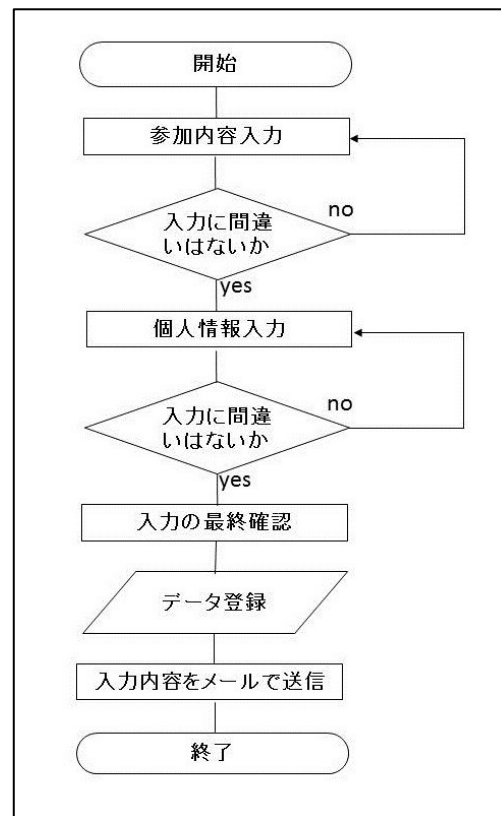 開始
参加内容入力
入力に間違
いはないか
no
yes
個人情報入力
入力に間違
いはないか
no
yes
入力の最終確認
データ登録
入力内容をメールで送信
終了